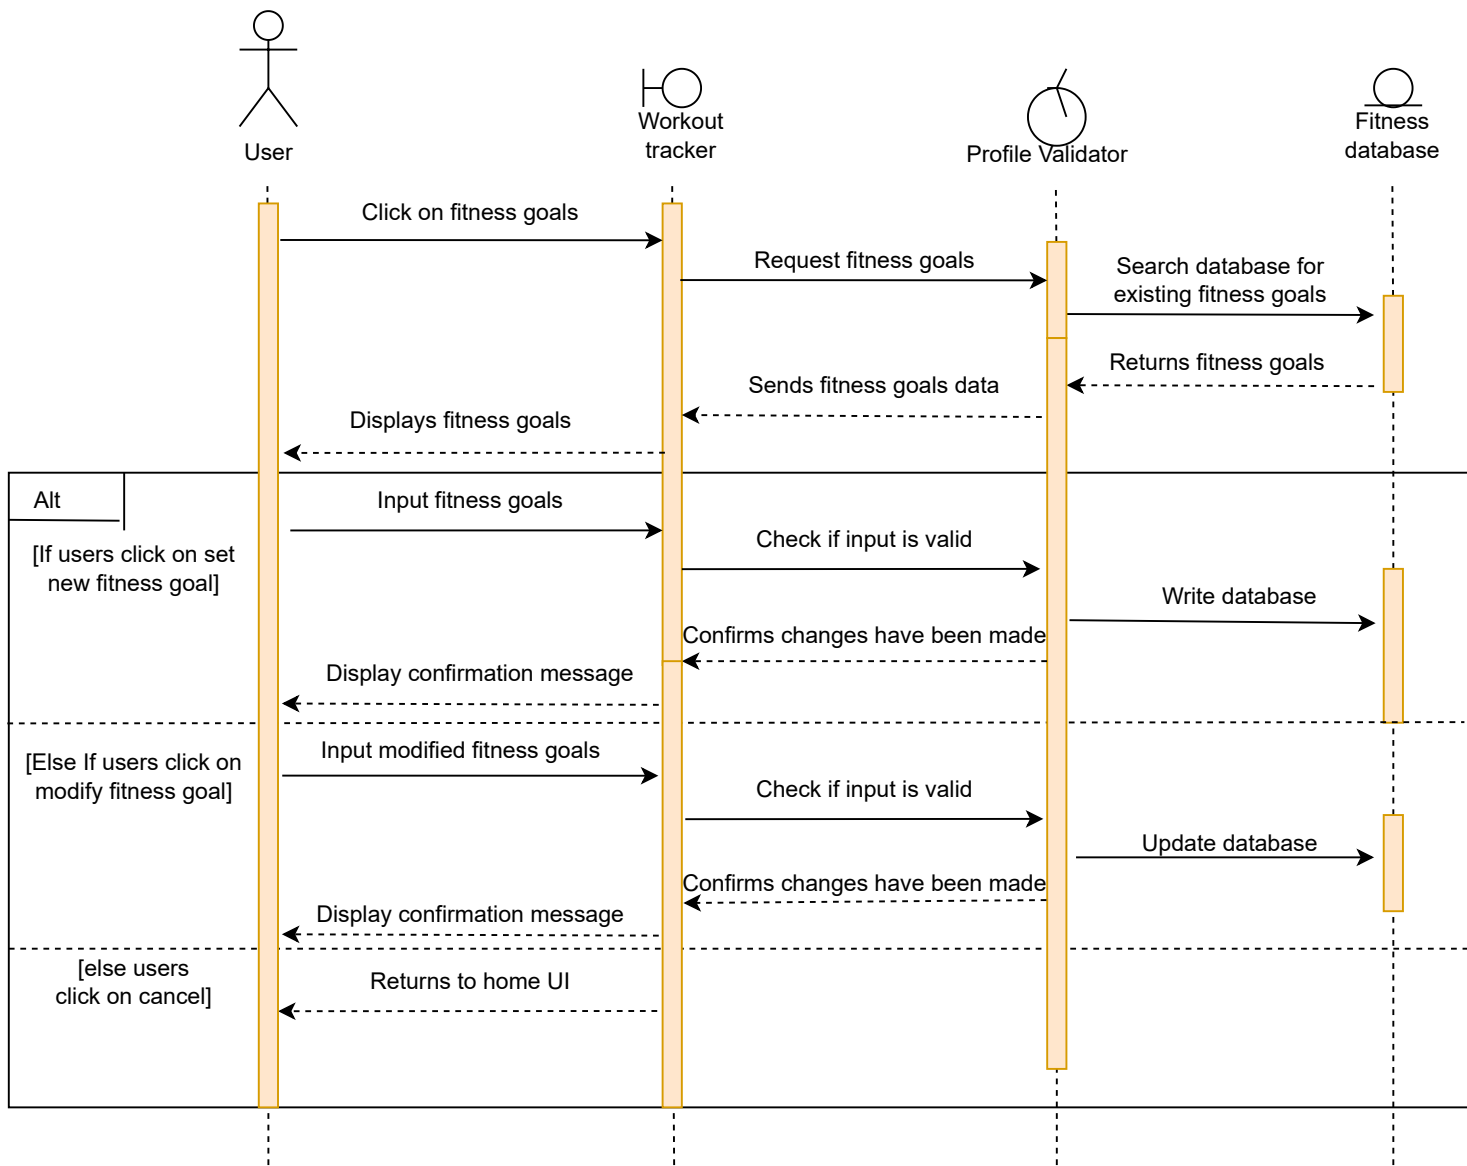 User
Workout
tracker
Profile Validator
Fitness
database
Click on fitness goals
Request fitness goals
Search database for
existing fitness goals
Returns fitness goals
Sends fitness goals data
Displays fitness goals
Alt
Input fitness goals
[If users click on set
new fitness goal]
Check if input is valid
Write database
Confirms changes have been made
Display confirmation message
[Else If users click on
modify fitness goal]
Input modified fitness goals
Check if input is valid
Update database
Confirms changes have been made
Display confirmation message
[else users
click on cancel]
Returns to home UI